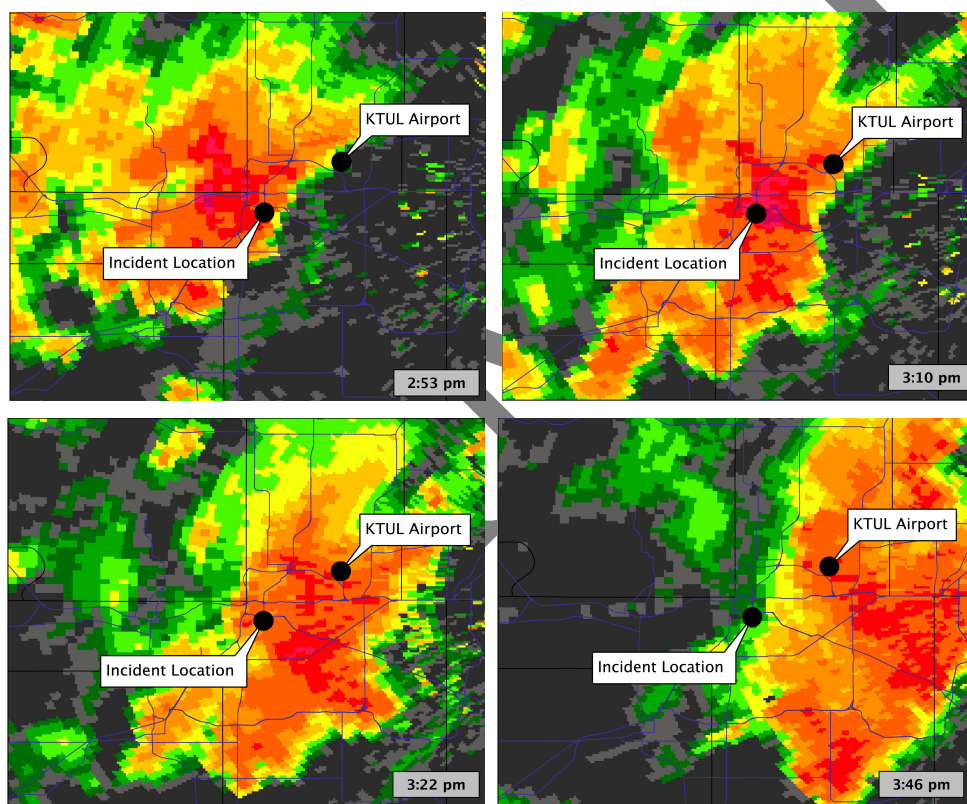 KTUL Airport
Incident Location
2:53 pm
KTUL Airport
Incident Location
3:10 pm
KTUL Airport
Incident Location
3:22 pm
KTUL Airport
Incident Location
3:46 pm